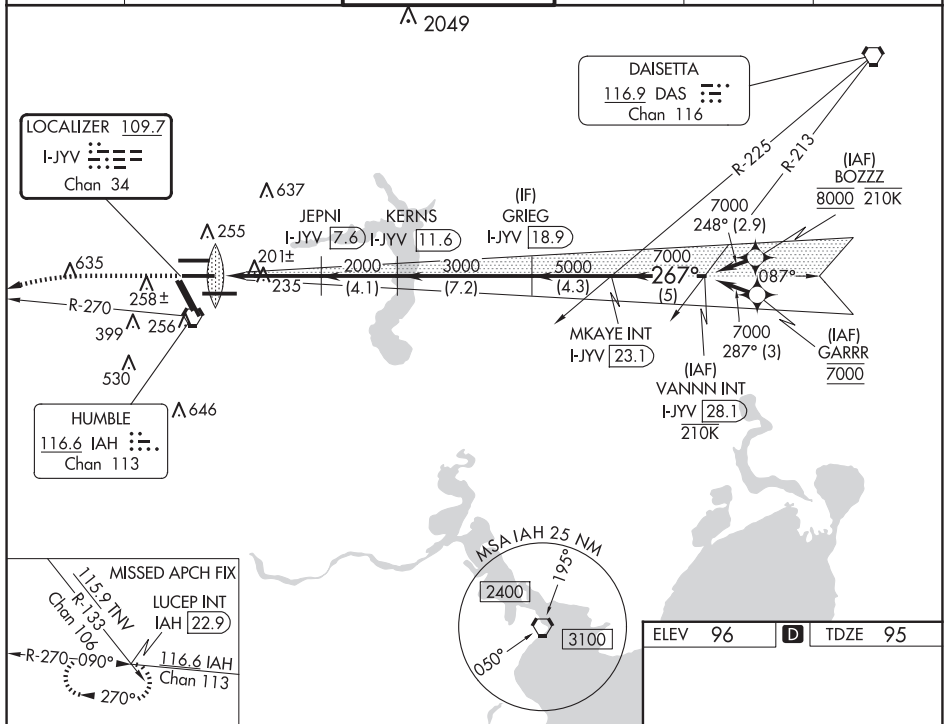 2049
DAISETTA
116.9 DAS
Chan 116
LOCALIZER 109.7
I-JYV
Chan 34
R-225
R-213
(IAF)
BOZZZ
8000 210K
637
JEPNI
I-JYV 7.6
KERNS
I-JYV 11.6
(IF)
GRIEG
I-JYV 18.9
7000
248° (2.9)
255
201±
235
635
2000
(4.1)
3000
(7.2)
5000
(4.3)
7000
267°
(5)
087°
R-270
258±
399
256
530
MKAYE INT
I-JYV 23.1
7000
287° (3)
(IAF)
GARRR
7000
(IAF)
VANNN INT
I-JYV 28.1
210K
HUMBLE
116.6 IAH
Chan 113
646
MISSED APCH FIX
115.9 TNV
R-133
Chan 106
LUCEP INT
IAH 22.9
R-270
090°
116.6 IAH
Chan 113
270°
MSA IAH 25 NM
195°
2400
3100
050°
ELEV 96 D TDZE 95